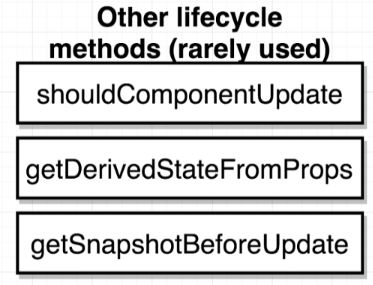 Other lifecycle
methods (rarely used)
shouldComponentUpdate
getDerivedStateFromProps
getSnapshotBeforeUpdate